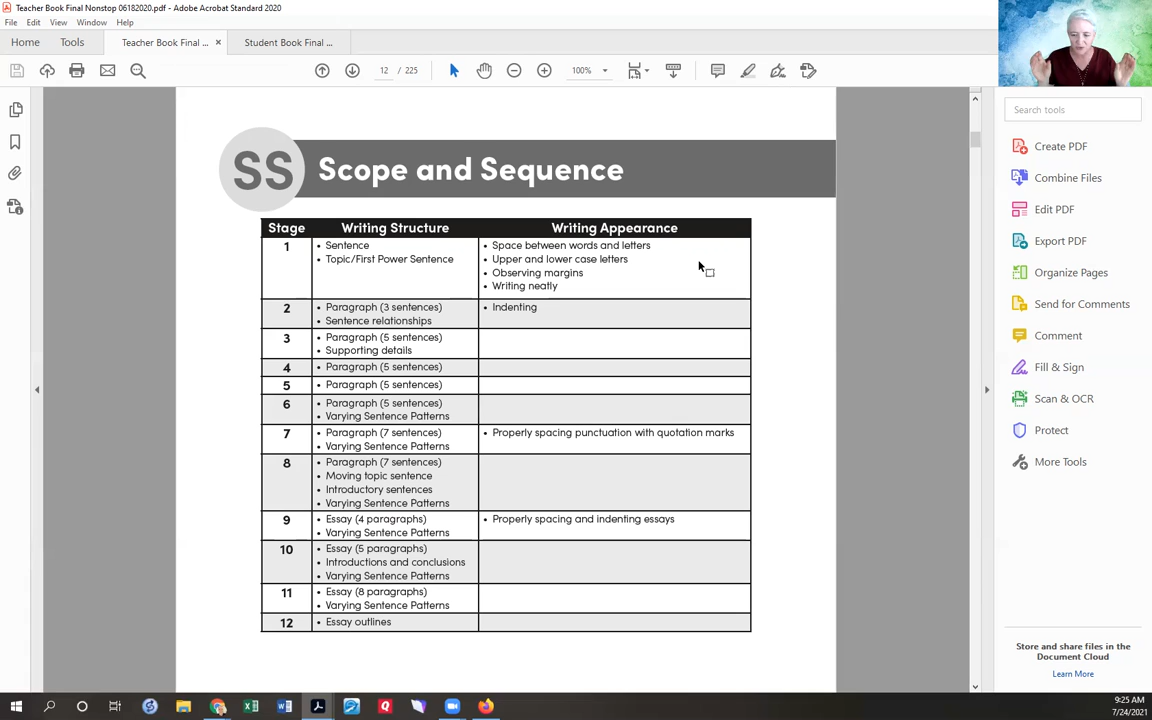 Teacher Book Final Nonstop 06182020.pdf - Adobe Acrobat Standard 2020
File Edit View Window Help
Home Tools Teacher Book Final ... × Student Book Final ...
12 / 225 100%
Search tools
Create PDF
Combine Files
Edit PDF
Export PDF
Organize Pages
Send for Comments
Comment
Fill & Sign
Scan & OCR
Protect
More Tools
Store and share files in the
Document Cloud
Learn More
SS Scope and Sequence
Stage Writing Structure Writing Appearance
1 • Sentence • Space between words and letters
• Topic/First Power Sentence • Upper and lower case letters
• Observing margins
• Writing neatly
2 • Paragraph (3 sentences) • Indenting
• Sentence relationships
3 • Paragraph (5 sentences)
• Supporting details
4 • Paragraph (5 sentences)
5 • Paragraph (5 sentences)
6 • Paragraph (5 sentences)
• Varying Sentence Patterns
7 • Paragraph (7 sentences) • Properly spacing punctuation with quotation marks
• Varying Sentence Patterns
8 • Paragraph (7 sentences)
• Moving topic sentence
• Introductory sentences
• Varying Sentence Patterns
9 • Essay (4 paragraphs) • Properly spacing and indenting essays
• Varying Sentence Patterns
10 • Essay (5 paragraphs)
• Introductions and conclusions
• Varying Sentence Patterns
11 • Essay (8 paragraphs)
• Varying Sentence Patterns
12 • Essay outlines
9:25 AM
7/24/2021